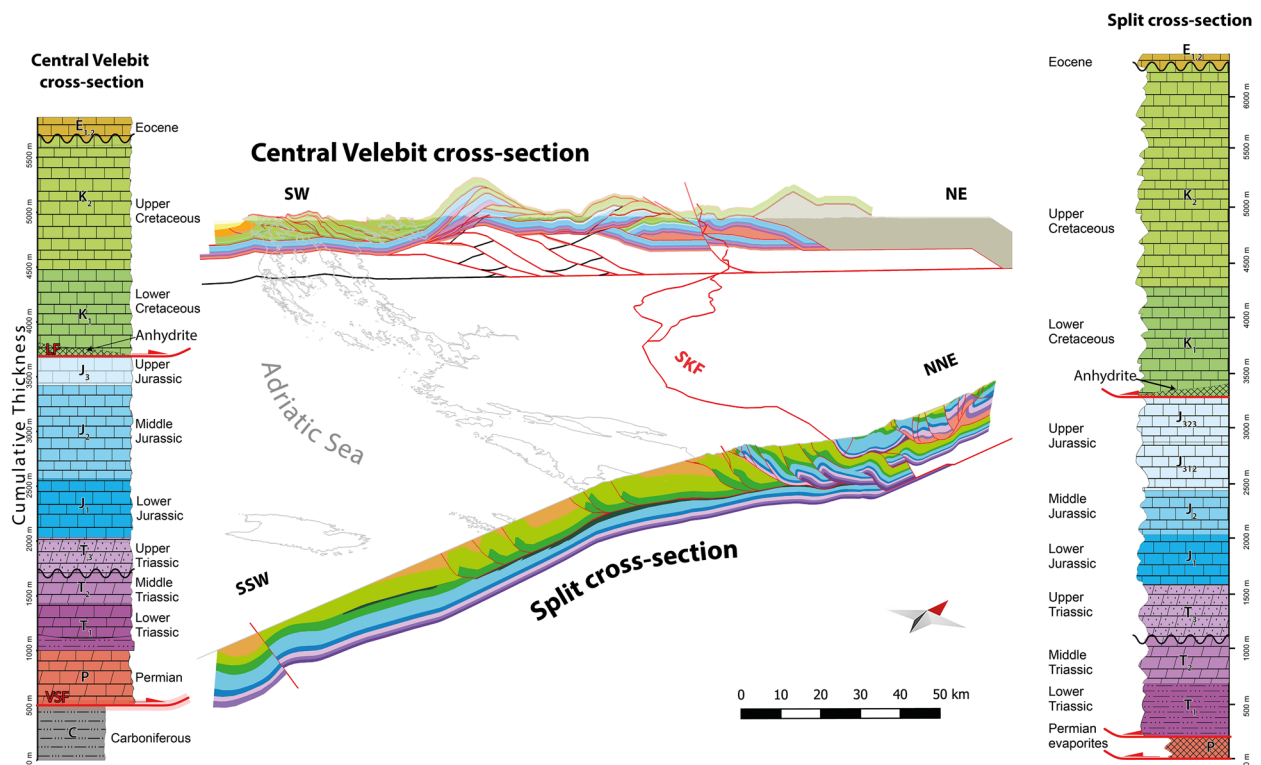 Split cross-section
Central Velebit
cross-section
Central Velebit cross-section
SW
NE
SKF
Adriatic Sea
NNE
SSW
Split cross-section
0 10 20 30 40 50 km
Cumulative Thickness
5500 m
5000 m
4500 m
4000 m
3500 m
3000 m
2500 m
2000 m
1500 m
1000 m
500 m
0 m
E1,2
Eocene
K2
Upper
Cretaceous
Lower
Cretaceous
K1
Anhydrite
LF
Upper
Jurassic
J3
Middle
Jurassic
J2
Lower
Jurassic
J1
Upper
Triassic
T3
Middle
Triassic
T2
Lower
Triassic
T1
P
Permian
VSF
C
Carboniferous
E1,2
Eocene
6000 m
5500 m
5000 m
4500 m
4000 m
3500 m
3000 m
2500 m
2000 m
1500 m
1000 m
500 m
0 m
K2
Upper
Cretaceous
Lower
Cretaceous
K1
Anhydrite
J323
Upper
Jurassic
J312
Middle
Jurassic
J2
Lower
Jurassic
J1
Upper
Triassic
T3
Middle
Triassic
T2
Lower
Triassic
T1
Permian
evaporites
P